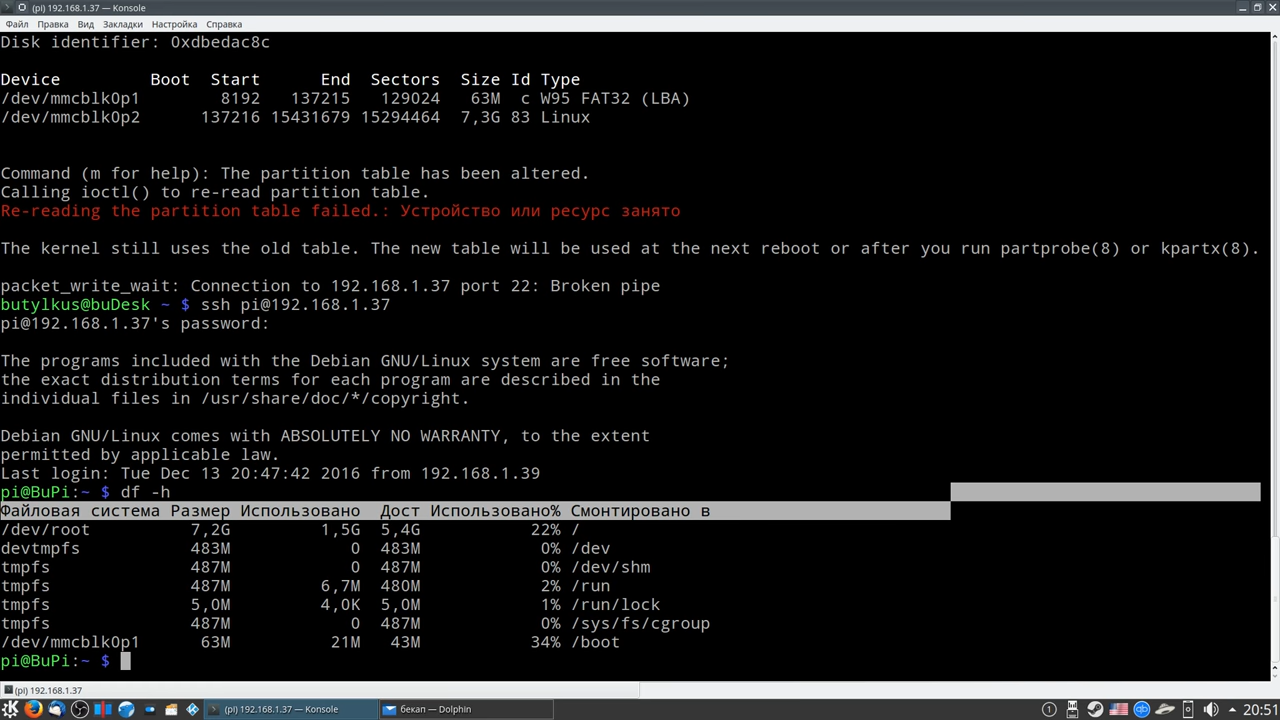 (pi) 192.168.1.37 — Konsole
Файл Правка Вид Закладки Настройка Справка
Disk identifier: 0xdbedac8c
Device Boot Start End Sectors Size Id Type
/dev/mmcblk0p1 8192 137215 129024 63M c W95 FAT32 (LBA)
/dev/mmcblk0p2 137216 15431679 15294464 7,3G 83 Linux
Command (m for help): The partition table has been altered.
Calling ioctl() to re-read partition table.
Re-reading the partition table failed.: Устройство или ресурс занято
The kernel still uses the old table. The new table will be used at the next reboot or after you run partprobe(8) or kpartx(8).
packet_write_wait: Connection to 192.168.1.37 port 22: Broken pipe
butylkus@buDesk ~ $ ssh pi@192.168.1.37
pi@192.168.1.37's password:
The programs included with the Debian GNU/Linux system are free software;
the exact distribution terms for each program are described in the
individual files in /usr/share/doc/*/copyright.
Debian GNU/Linux comes with ABSOLUTELY NO WARRANTY, to the extent
permitted by applicable law.
Last login: Tue Dec 13 20:47:42 2016 from 192.168.1.39
pi@BuPi:~ $ df -h
Файловая система Размер Использовано Дост Использовано% Смонтировано в
/dev/root 7,2G 1,5G 5,4G 22% /
devtmpfs 483M 0 483M 0% /dev
tmpfs 487M 0 487M 0% /dev/shm
tmpfs 487M 6,7M 480M 2% /run
tmpfs 5,0M 4,0K 5,0M 1% /run/lock
tmpfs 487M 0 487M 0% /sys/fs/cgroup
/dev/mmcblk0p1 63M 21M 43M 34% /boot
pi@BuPi:~ $
(pi) 192.168.1.37
(pi) 192.168.1.37 — Konsole бекап — Dolphin 1 20:51